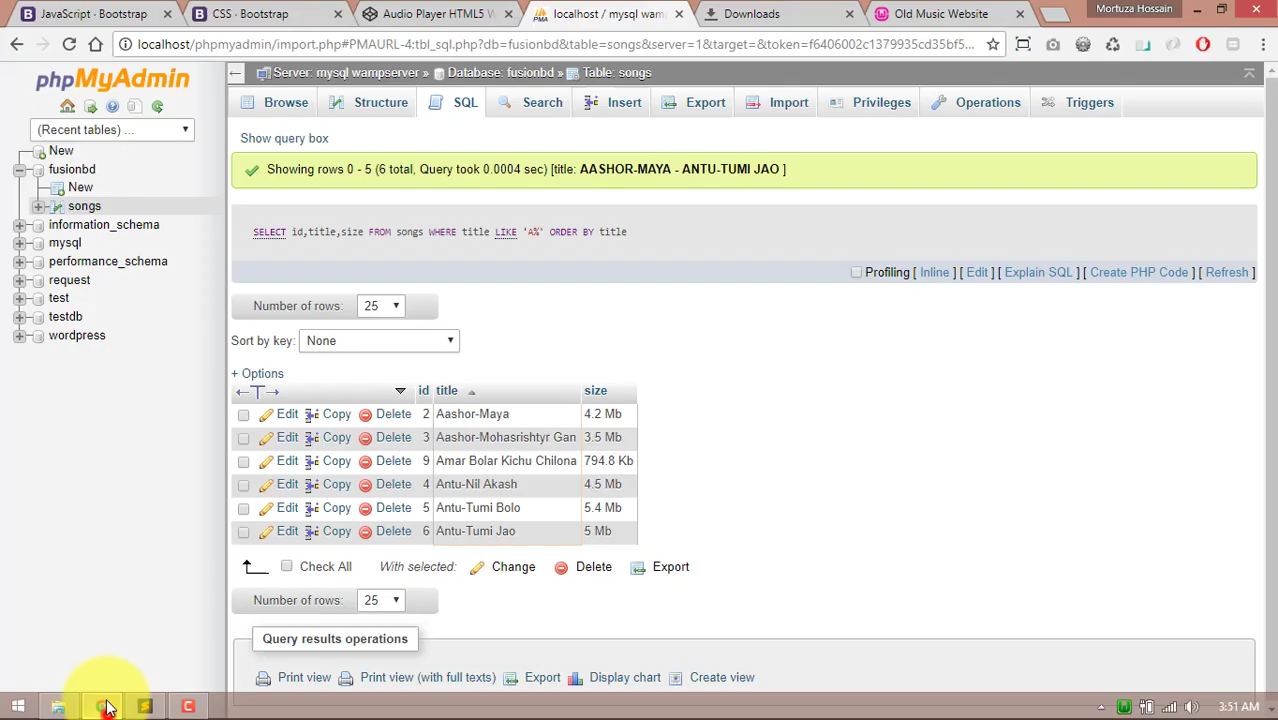 JavaScript · Bootstrap
CSS · Bootstrap
Audio Player HTML5 W
localhost / mysql wamp
Downloads
Old Music Website
Mortuza Hossain
localhost/phpmyadmin/import.php#PMAURL-4:tbl_sql.php?db=fusionbd&table=songs&server=1&target=&token=f6406002c1379935cd35bf5...
phpMyAdmin
(Recent tables) ...
New
fusionbd
New
songs
information_schema
mysql
performance_schema
request
test
testdb
wordpress
Server: mysql wampserver » Database: fusionbd » Table: songs
Browse Structure SQL Search Insert Export Import Privileges Operations Triggers
Show query box
Showing rows 0 - 5 (6 total, Query took 0.0004 sec) [title: AASHOR-MAYA - ANTU-TUMI JAO ]
SELECT id,title,size FROM songs WHERE title LIKE 'A%' ORDER BY title
Profiling [ Inline ] [ Edit ] [ Explain SQL ] [ Create PHP Code ] [ Refresh ]
Number of rows: 25
Sort by key: None
+ Options
←T→ id title size
Edit Copy Delete 2 Aashor-Maya 4.2 Mb
Edit Copy Delete 3 Aashor-Mohasrishtyr Gan 3.5 Mb
Edit Copy Delete 9 Amar Bolar Kichu Chilona 794.8 Kb
Edit Copy Delete 4 Antu-Nil Akash 4.5 Mb
Edit Copy Delete 5 Antu-Tumi Bolo 5.4 Mb
Edit Copy Delete 6 Antu-Tumi Jao 5 Mb
Check All With selected: Change Delete Export
Number of rows: 25
Query results operations
Print view Print view (with full texts) Export Display chart Create view
3:51 AM